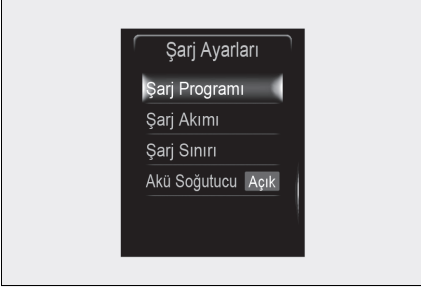 Şarj Ayarları
Şarj Programı
Şarj Akımı
Şarj Sınırı
Akü Soğutucu Açık